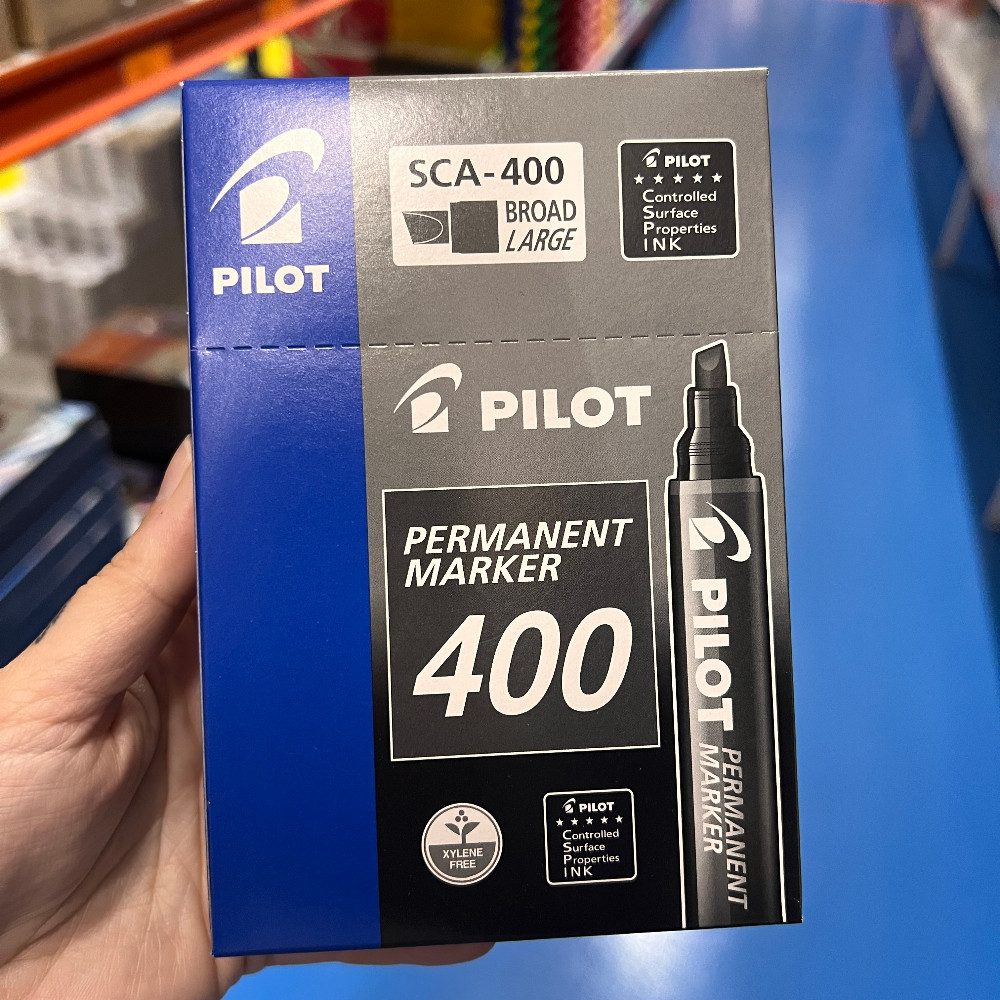 PILOT
SCA-400
BROAD
LARGE
PILOT
Controlled
Surface
Properties
INK
PILOT
PERMANENT
MARKER
400
XYLENE
FREE
PILOT
Controlled
Surface
Properties
INK
PILOT
PERMANENT
MARKER